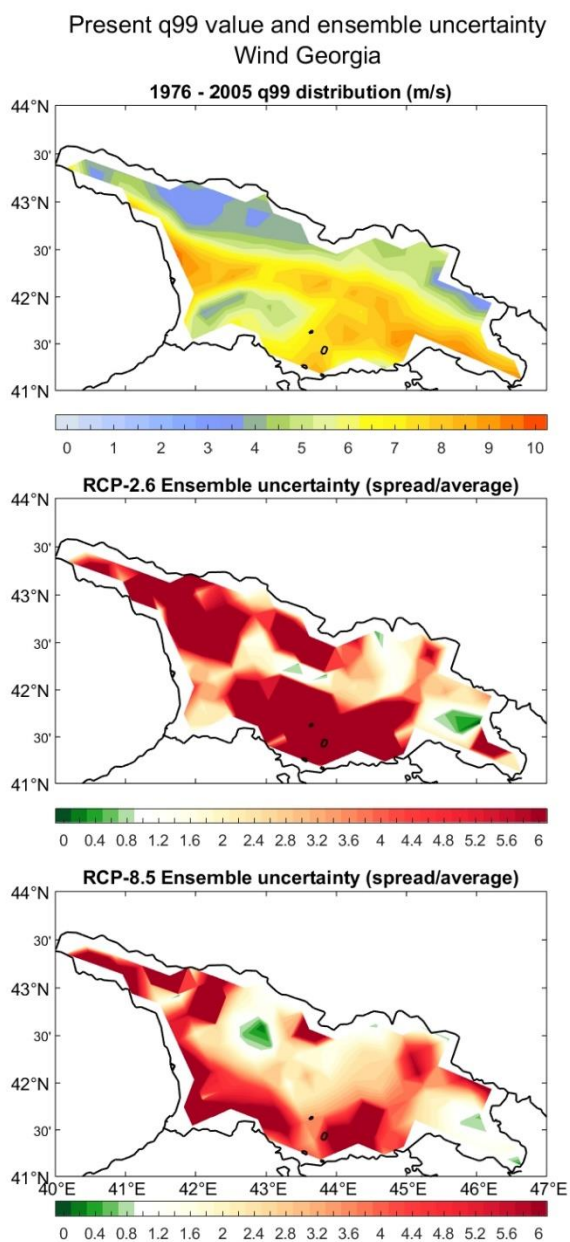 Present q99 value and ensemble uncertainty
Wind Georgia
1976 - 2005 q99 distribution (m/s)
44°N
30'
43°N
30'
42°N
30'
41°N
0 1 2 3 4 5 6 7 8 9 10
RCP-2.6 Ensemble uncertainty (spread/average)
44°N
30'
43°N
30'
42°N
30'
41°N
0 0.4 0.8 1.2 1.6 2 2.4 2.8 3.2 3.6 4 4.4 4.8 5.2 5.6 6
RCP-8.5 Ensemble uncertainty (spread/average)
44°N
30'
43°N
30'
42°N
30'
41°N
40°E 41°E 42°E 43°E 44°E 45°E 46°E 47°E
0 0.4 0.8 1.2 1.6 2 2.4 2.8 3.2 3.6 4 4.4 4.8 5.2 5.6 6